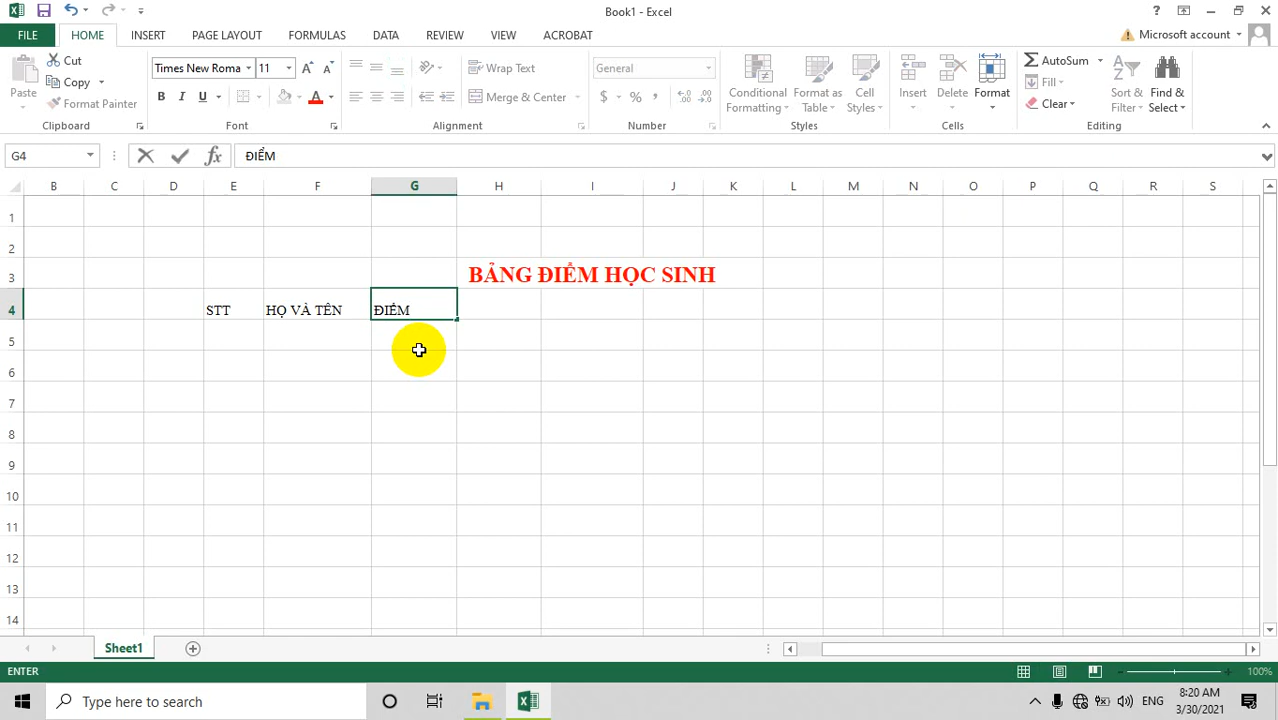 Book1 - Excel
? Microsoft account
FILE HOME INSERT PAGE LAYOUT FORMULAS DATA REVIEW VIEW ACROBAT
Paste Cut Copy Format Painter
Times New Roma 11
B I U A
Wrap Text
Merge & Center
General
$ % ,
Conditional Formatting Format as Table Cell Styles
Insert Delete Format
AutoSum Fill Clear
Sort & Filter Find & Select
Clipboard Font Alignment Number Styles Cells Editing
G4 fx ĐIỂM
B C D E F G H I J K L M N O P Q R S
1
2
3 BẢNG ĐIỂM HỌC SINH
4 STT HỌ VÀ TÊN ĐIỂM
5
6
7
8
9
10
11
12
13
14
Sheet1
ENTER 100%
Type here to search ENG 8:20 AM
3/30/2021